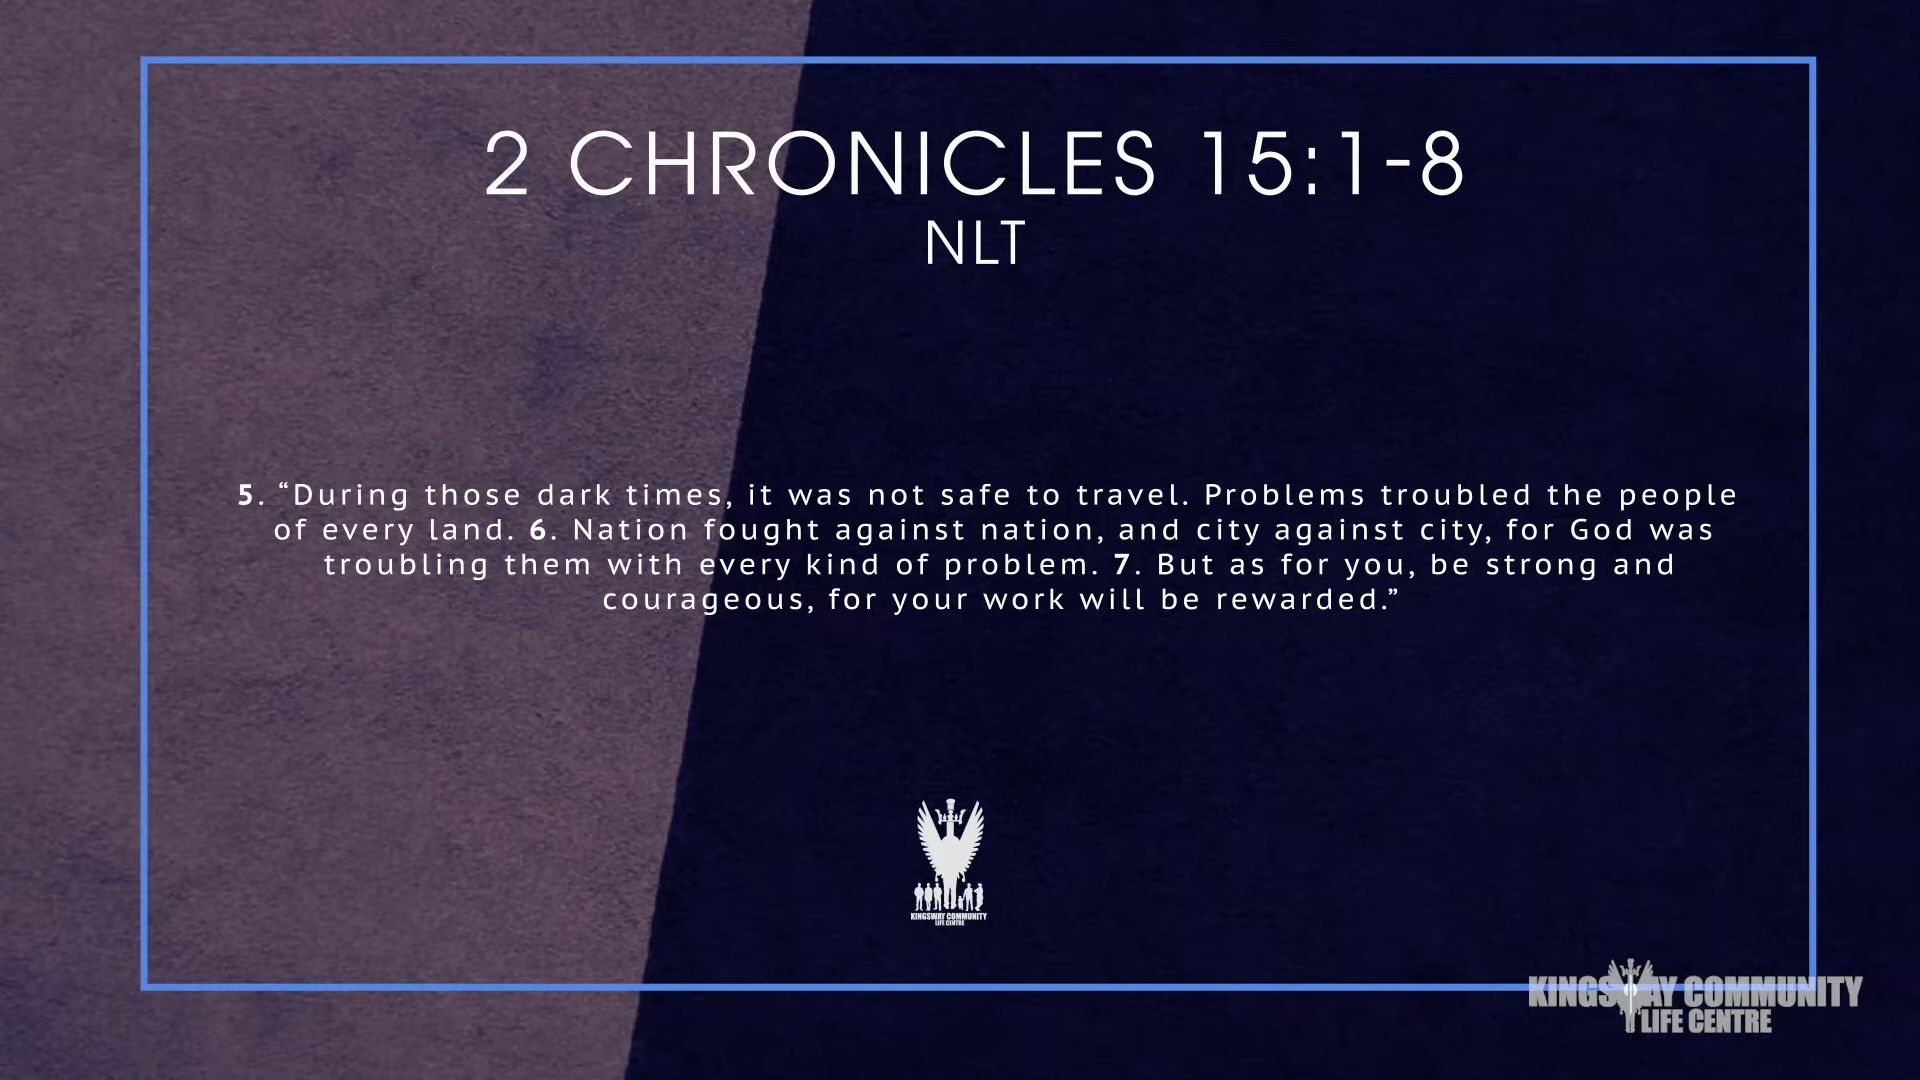 2 CHRONICLES 15:1-8
NLT
5. “During those dark times, it was not safe to travel. Problems troubled the people
of every land. 6. Nation fought against nation, and city against city, for God was
troubling them with every kind of problem. 7. But as for you, be strong and
courageous, for your work will be rewarded.”
KINGSWAY COMMUNITY
LIFE CENTRE
KINGSWAY COMMUNITY
LIFE CENTRE